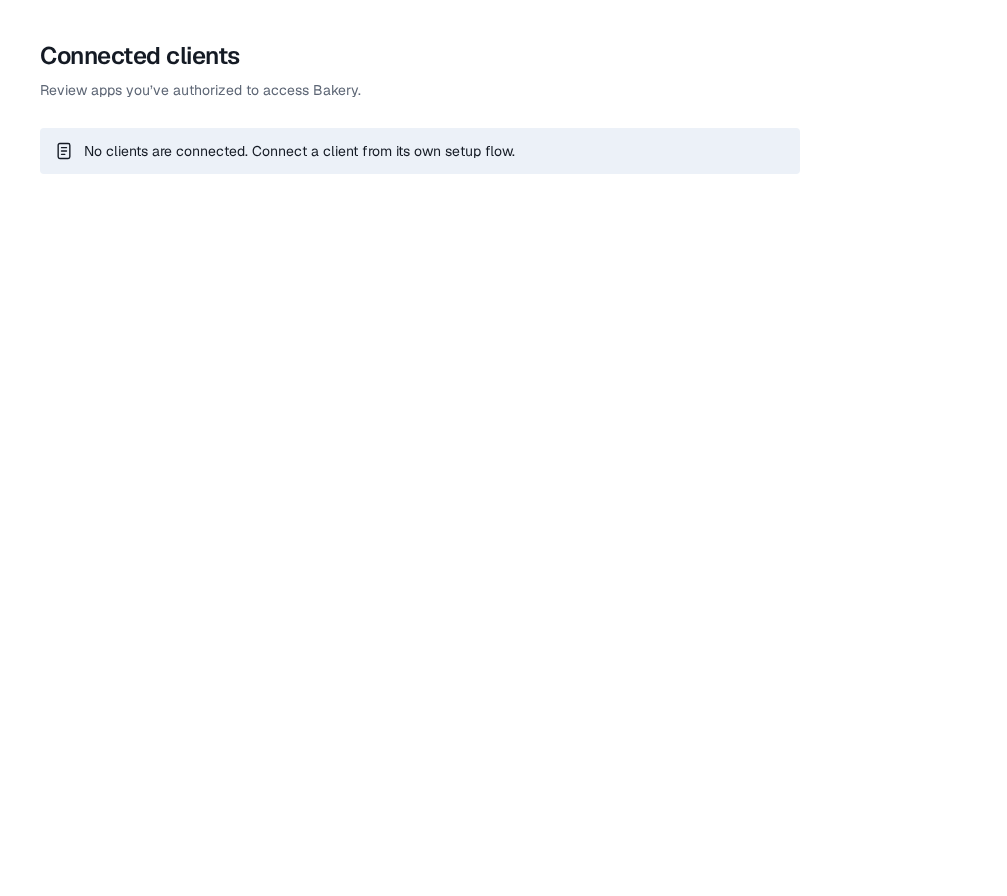 Connected clients
Review apps you've authorized to access Bakery.
No clients are connected. Connect a client from its own setup flow.